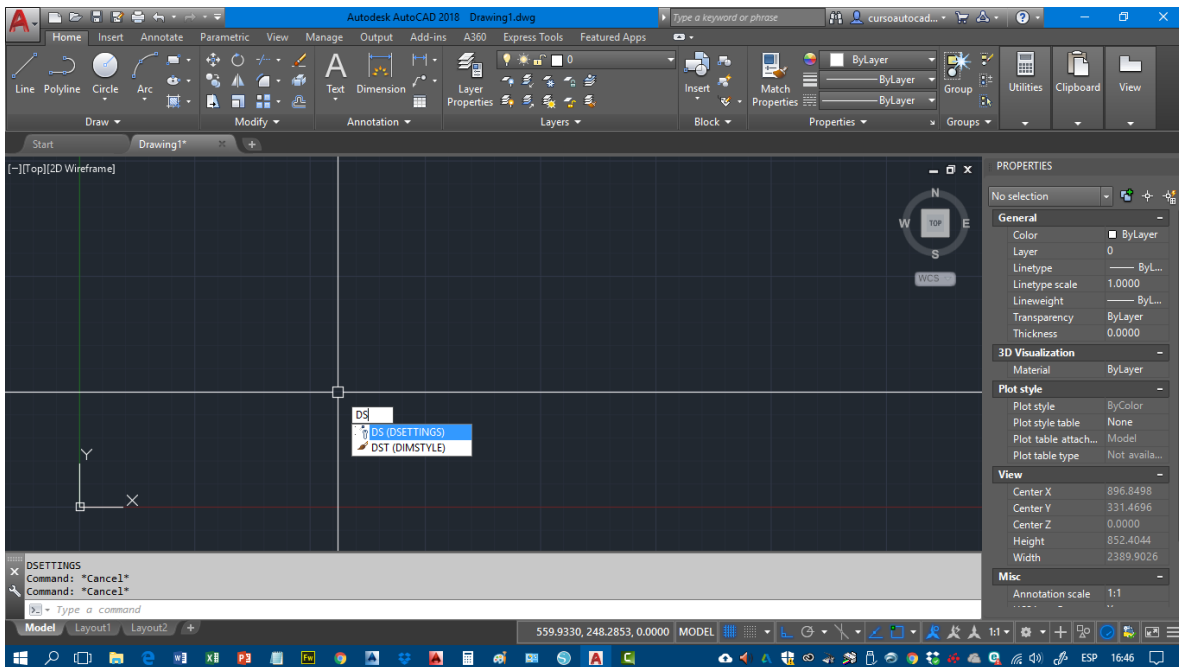 Autodesk AutoCAD 2018 Drawing1.dwg
Type a keyword or phrase
cursoautocad...
Home Insert Annotate Parametric View Manage Output Add-ins A360 Express Tools Featured Apps
0
ByLayer
ByLayer
ByLayer
Line Polyline Circle Arc
Text Dimension
Layer Properties
Insert
Match Properties
Group
Utilities Clipboard View
Draw Modify Annotation Layers Block Properties Groups
Start Drawing1* +
[−][Top][2D Wireframe]
N
W TOP E
S
WCS
DS
DS (DSETTINGS)
DST (DIMSTYLE)
Y
X
PROPERTIES
No selection
General
Color ByLayer
Layer 0
Linetype ByL...
Linetype scale 1.0000
Lineweight ByL...
Transparency ByLayer
Thickness 0.0000
3D Visualization
Material ByLayer
Plot style
Plot style ByColor
Plot style table None
Plot table attach... Model
Plot table type Not availa...
View
Center X 896.8498
Center Y 331.4696
Center Z 0.0000
Height 852.4044
Width 2389.9026
Misc
Annotation scale 1:1
DSETTINGS
Command: *Cancel*
Command: *Cancel*
Type a command
Model Layout1 Layout2 +
559.9330, 248.2853, 0.0000 MODEL 1:1
ESP 16:46